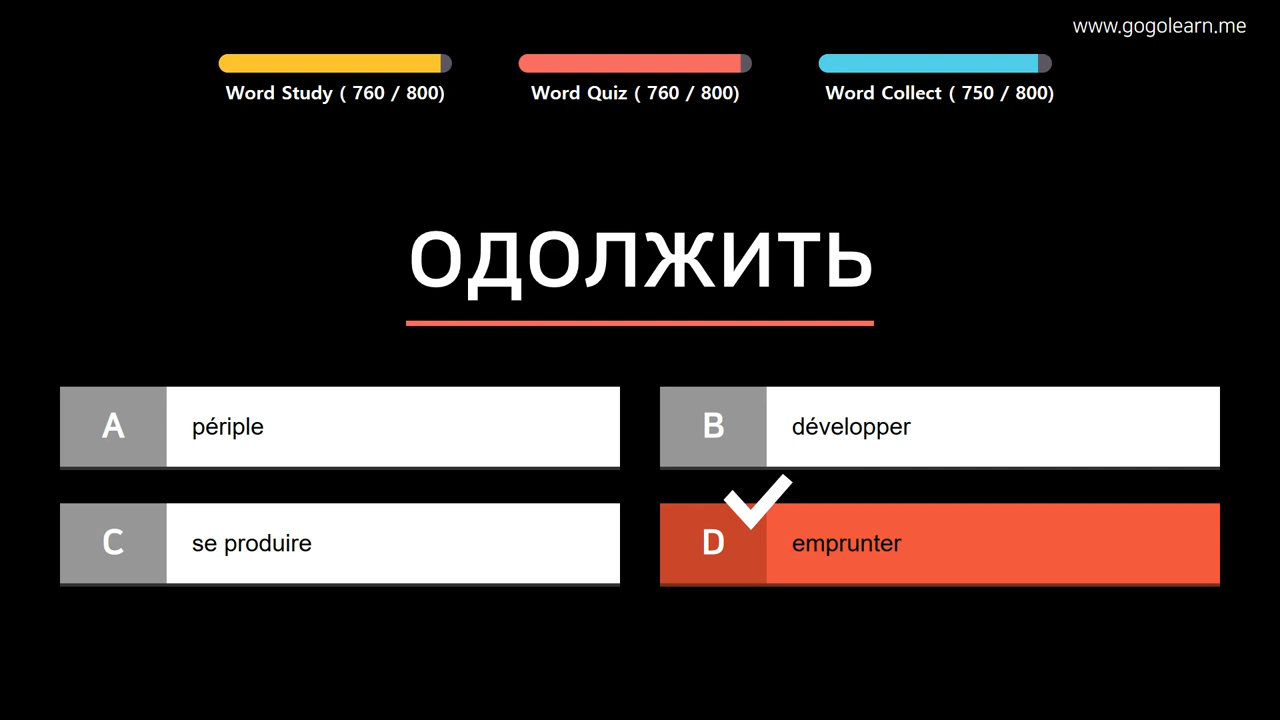 www.gogolearn.me
Word Study ( 760 / 800)
Word Quiz ( 760 / 800)
Word Collect ( 750 / 800)
одолжить
A périple
B développer
C se produire
D emprunter